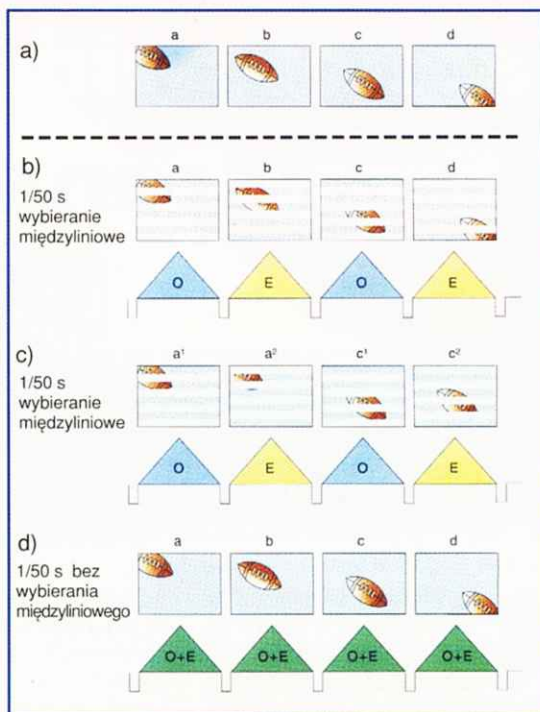 a)
a b c d
b)
a b c d
1/50 s
wybieranie
międzyliniowe
O E O E
c)
a¹ a² c¹ c²
1/50 s
wybieranie
międzyliniowe
O E O E
d)
a b c d
1/50 s bez
wybierania
międzyliniowego
O+E O+E O+E O+E